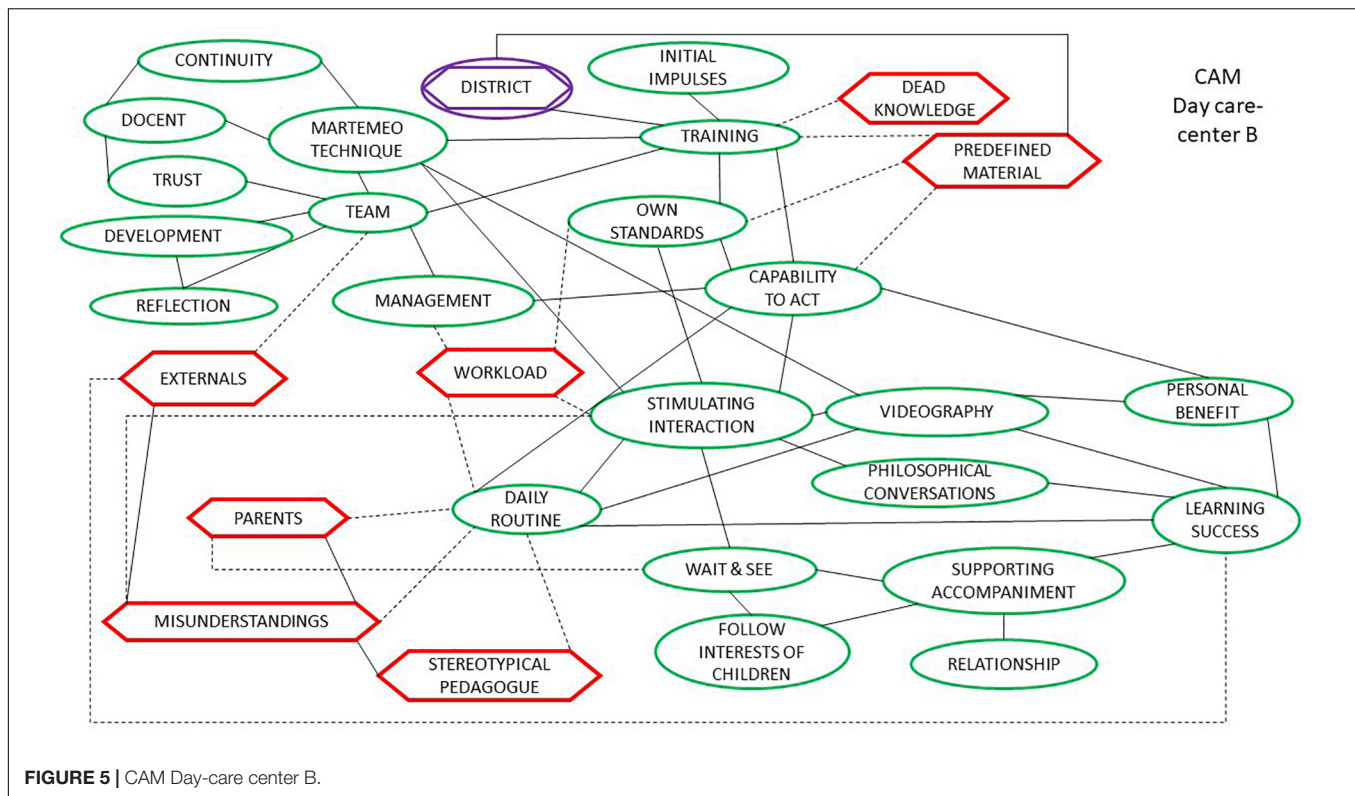 CONTINUITY
DISTRICT
INITIAL
IMPULSES
CAM
Day care-
center B
DEAD
KNOWLEDGE
DOCENT
MARTEMEO
TECHNIQUE
TRAINING
PREDEFINED
MATERIAL
TRUST
TEAM
OWN
STANDARDS
DEVELOPMENT
REFLECTION
MANAGEMENT
CAPABILITY
TO ACT
EXTERNALS
WORKLOAD
STIMULATING
INTERACTION
VIDEOGRAPHY
PERSONAL
BENEFIT
PHILOSOPHICAL
CONVERSATIONS
PARENTS
DAILY
ROUTINE
LEARNING
SUCCESS
WAIT & SEE
SUPPORTING
ACCOMPANIMENT
MISUNDERSTANDINGS
FOLLOW
INTERESTS OF
CHILDREN
STEREOTYPICAL
PEDAGOGUE
RELATIONSHIP
FIGURE 5 | CAM Day-care center B.